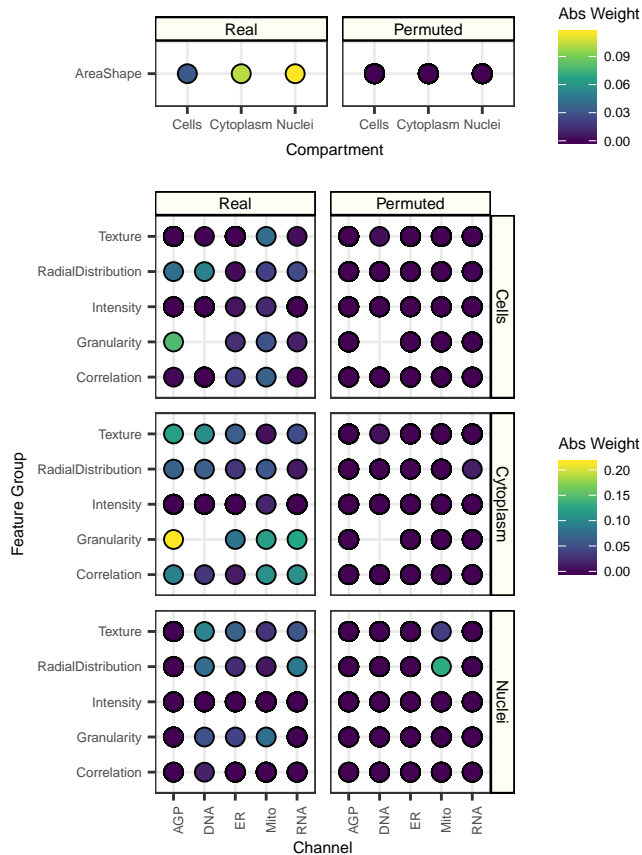 Real
Permuted
AreaShape
Cells Cytoplasm Nuclei
Cells Cytoplasm Nuclei
Compartment
Abs Weight
0.09
0.06
0.03
0.00
Real
Permuted
Texture
RadialDistribution
Intensity
Granularity
Correlation
Cells
Texture
RadialDistribution
Intensity
Granularity
Correlation
Cytoplasm
Texture
RadialDistribution
Intensity
Granularity
Correlation
Nuclei
Feature Group
AGP DNA ER Mito RNA
AGP DNA ER Mito RNA
Channel
Abs Weight
0.20
0.15
0.10
0.05
0.00